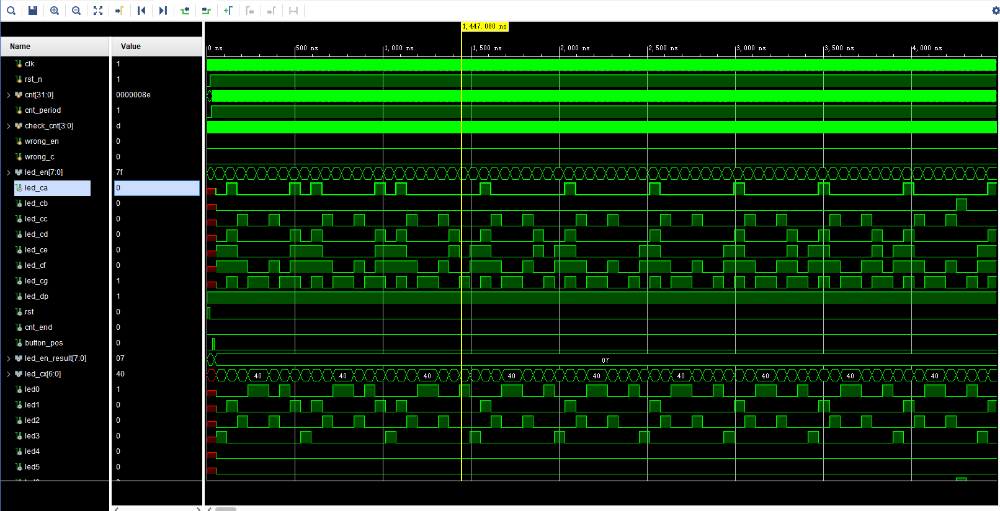 1,447.080 ns
Name Value
0 ns 500 ns 1,000 ns 1,500 ns 2,000 ns 2,500 ns 3,000 ns 3,500 ns 4,000 ns
clk 1
rst_n 1
cnt[31:0] 0000008e
cnt_period 1
check_cnt[3:0] d
wrong_en 0
wrong_c 0
led_en[7:0] 7f
led_ca 0
led_cb 0
led_cc 0
led_cd 0
led_ce 0
led_cf 0
led_cg 1
led_dp 1
rst 0
cnt_end 0
button_pos 0
led_en_result[7:0] 07 07
led_cx[6:0] 40 40 40 40 40 40 40 40 40 40
led0 1
led1 0
led2 0
led3 0
led4 0
led5 0